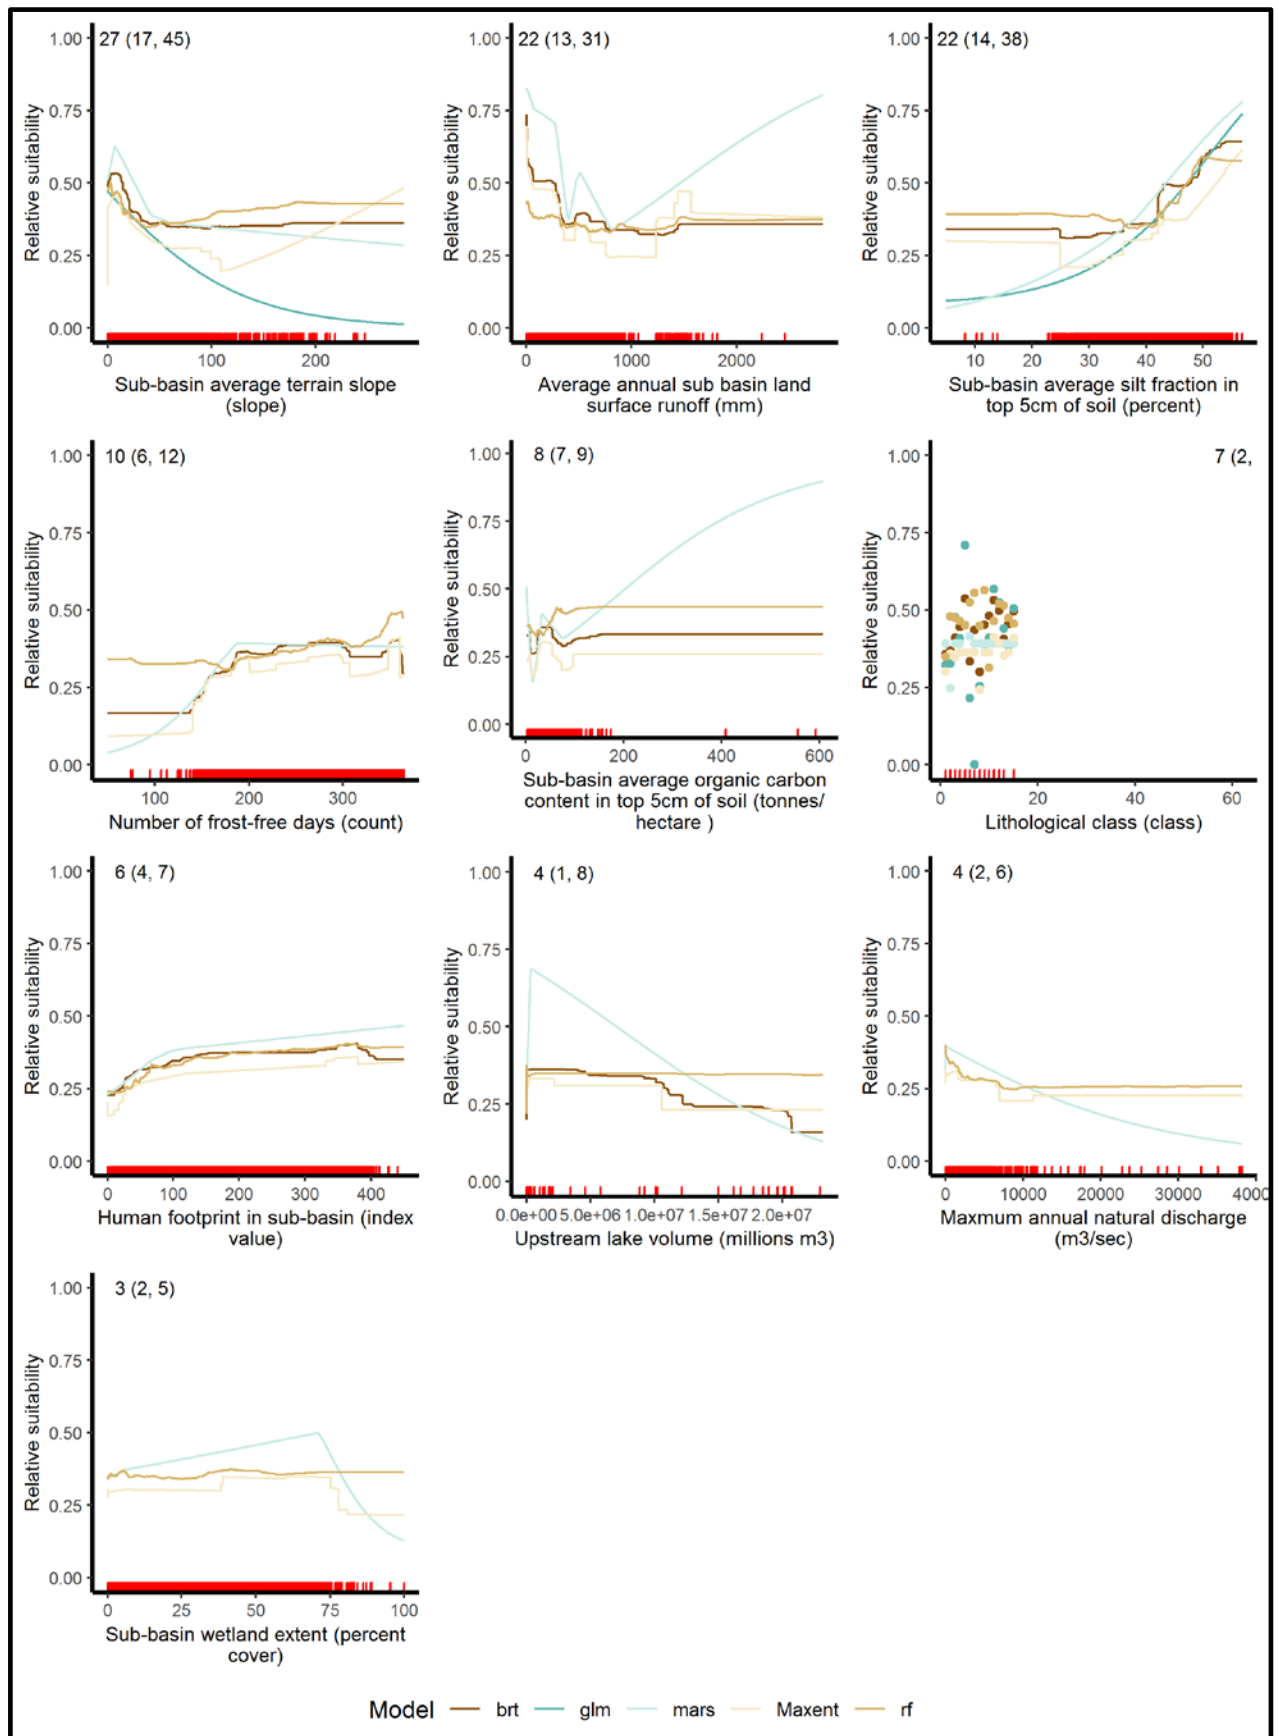 1.00
27 (17, 45)
0.75
0.50
0.25
0.00
Relative suitability
0
100
200
Sub-basin average terrain slope
(slope)
1.00
22 (13, 31)
0.75
0.50
0.25
0.00
Relative suitability
0
1000
2000
Average annual sub basin land
surface runoff (mm)
1.00
22 (14, 38)
0.75
0.50
0.25
0.00
Relative suitability
10
20
30
40
50
Sub-basin average silt fraction in
top 5cm of soil (percent)
1.00
10 (6, 12)
0.75
0.50
0.25
0.00
Relative suitability
100
200
300
Number of frost-free days (count)
1.00
8 (7, 9)
0.75
0.50
0.25
0.00
Relative suitability
0
200
400
600
Sub-basin average organic carbon
content in top 5cm of soil (tonnes/
hectare )
1.00
7 (2,
0.75
0.50
0.25
0.00
Relative suitability
0
20
40
60
Lithological class (class)
1.00
6 (4, 7)
0.75
0.50
0.25
0.00
Relative suitability
0
100
200
300
400
Human footprint in sub-basin (index
value)
1.00
4 (1, 8)
0.75
0.50
0.25
0.00
Relative suitability
0.0e+00
5.0e+06
1.0e+07
1.5e+07
2.0e+07
Upstream lake volume (millions m3)
1.00
4 (2, 6)
0.75
0.50
0.25
0.00
Relative suitability
0
10000
20000
30000
4000
Maxmum annual natural discharge
(m3/sec)
1.00
3 (2, 5)
0.75
0.50
0.25
0.00
Relative suitability
0
25
50
75
100
Sub-basin wetland extent (percent
cover)
Model brt glm mars Maxent rf